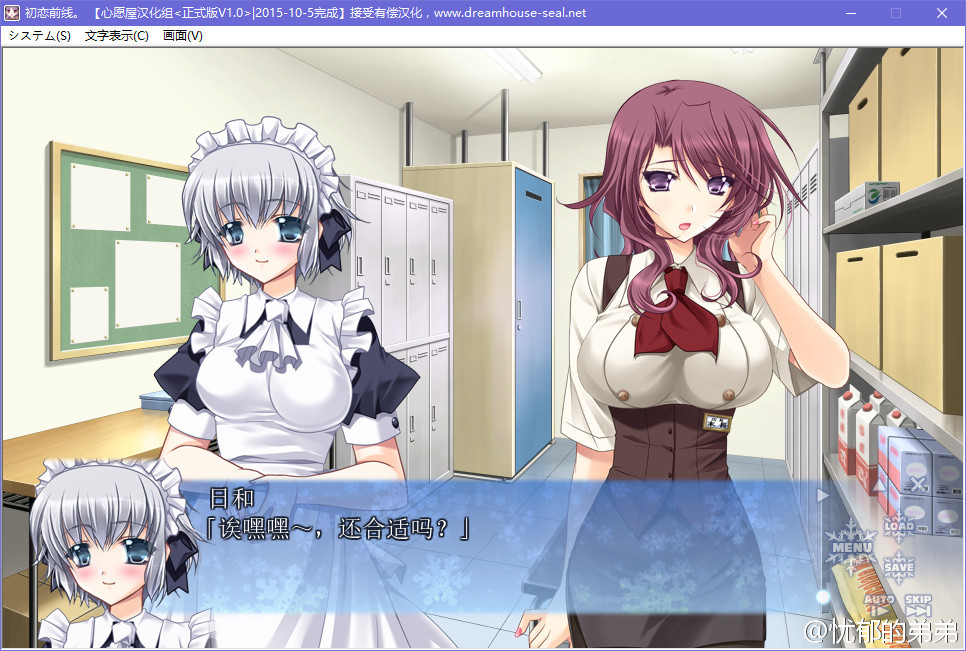 初恋前线。 【心愿屋汉化组<正式版V1.0>|2015-10-5完成】接受有偿汉化，www.dreamhouse-seal.net
システム(S) 文字表示(C) 画面(V)
日和
「诶嘿嘿～，还合适吗？」
LOAD
MENU
SAVE
AUTO SKIP
@忧郁的弟弟